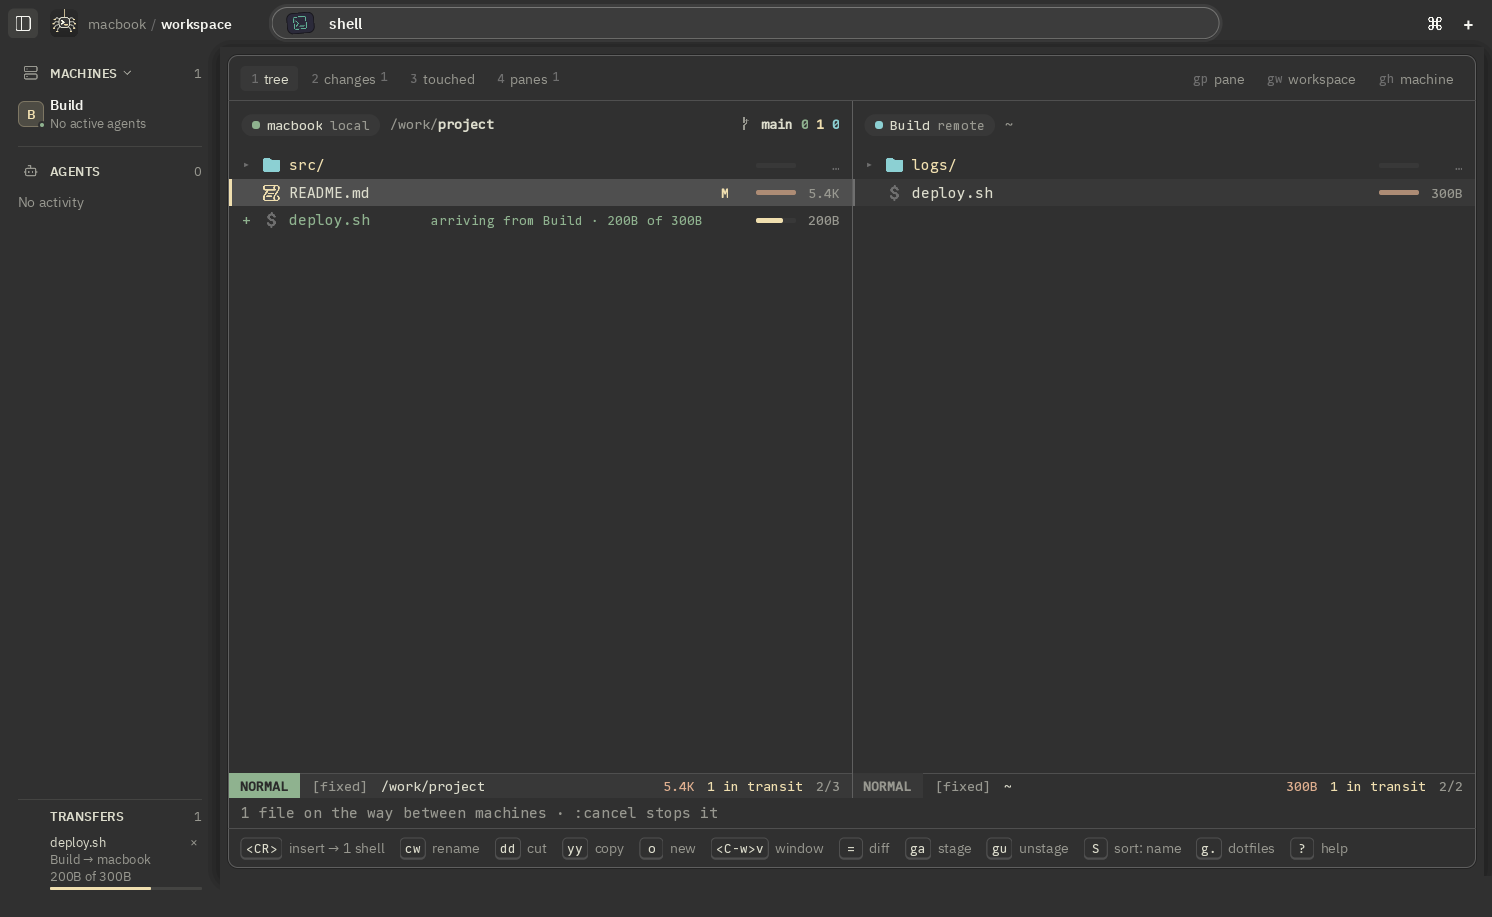 macbook / workspace
shell
⌘ +
MACHINES 1
B Build
No active agents
AGENTS 0
No activity
1 tree 2 changes 1 3 touched 4 panes 1
gp pane gw workspace gh machine
macbook local /work/project main 0 1 0
src/ …
README.md M 5.4K
+ $ deploy.sh arriving from Build · 200B of 300B 200B
Build remote ~
logs/ …
$ deploy.sh 300B
NORMAL [fixed] /work/project 5.4K 1 in transit 2/3
NORMAL [fixed] ~ 300B 1 in transit 2/2
1 file on the way between machines · :cancel stops it
<CR> insert → 1 shell cw rename dd cut yy copy o new <C-w>v window = diff ga stage gu unstage S sort: name g. dotfiles ? help
TRANSFERS 1
deploy.sh ×
Build → macbook
200B of 300B